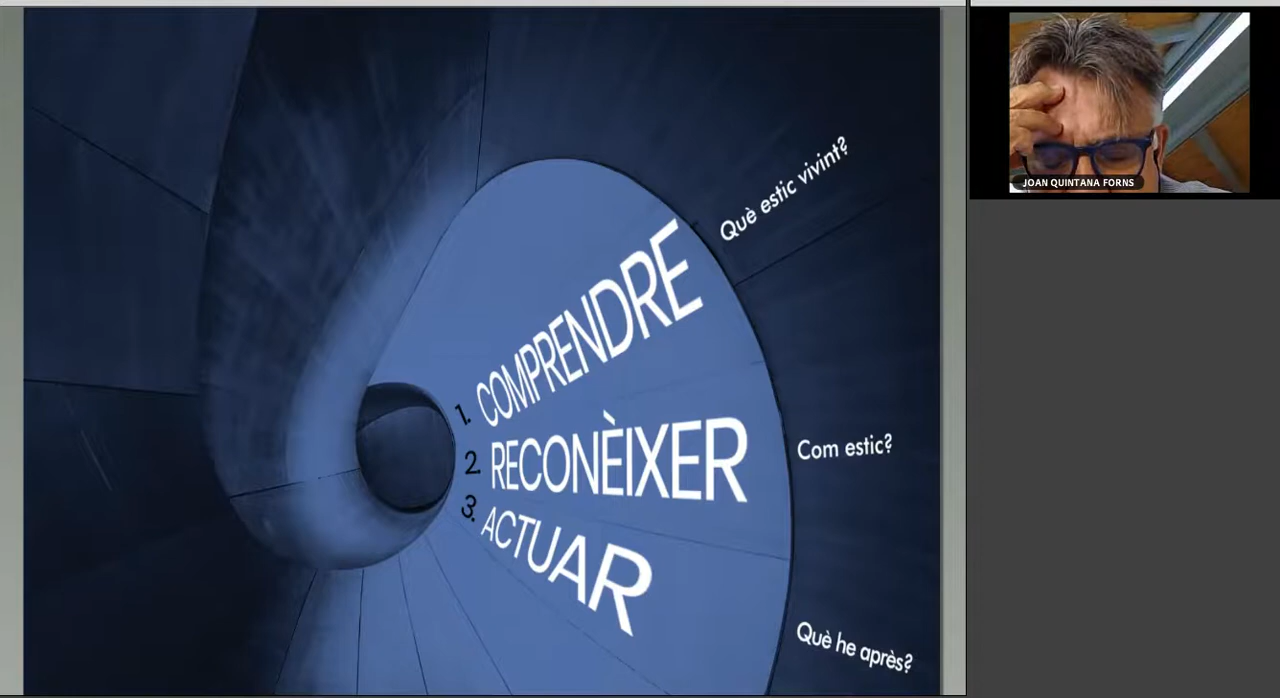 Què estic vivint?
1. COMPRENDRE
2. RECONÈIXER
Com estic?
3. ACTUAR
Què he après?
JOAN QUINTANA FORNS